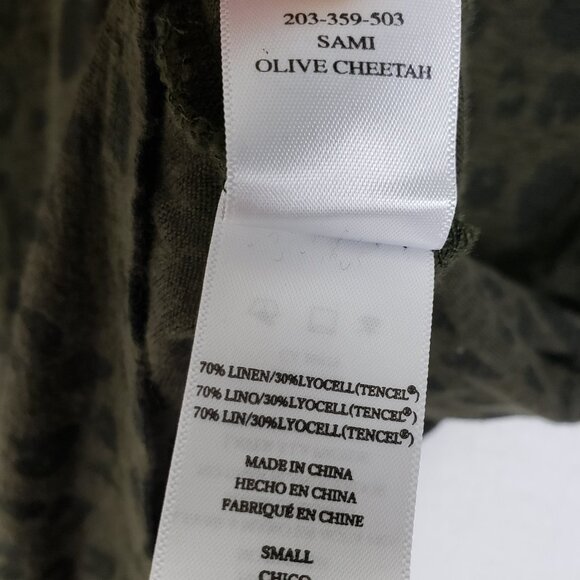 203-359-503
SAMI
OLIVE CHEETAH
70% LINEN/30%LYOCELL(TENCEL®)
70% LINO/30%LYOCELL(TENCEL®)
70% LIN/30%LYOCELL(TENCEL®)
MADE IN CHINA
HECHO EN CHINA
FABRIQUÉ EN CHINE
SMALL
CHICO